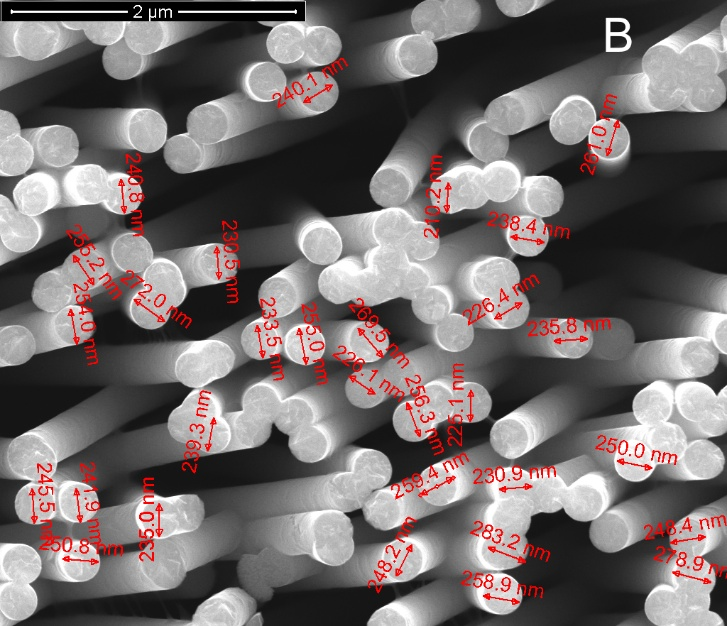 2 µm
B
240.1 nm
261.0 nm
240.8 nm
210.2 nm
238.4 nm
230.5 nm
256.2 nm
272.0 nm
254.0 nm
226.4 nm
235.8 nm
233.5 nm
265.0 nm
269.5 nm
220.1 nm
256.3 nm
225.1 nm
239.3 nm
250.0 nm
245.5 nm
241.9 nm
235.0 nm
250.8 nm
259.4 nm
230.9 nm
248.2 nm
283.2 nm
258.9 nm
248.4 nm
278.9 nm